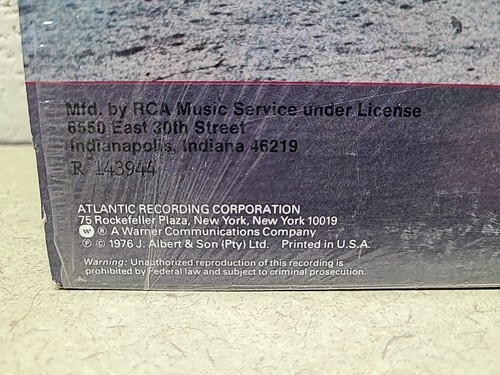 Mfd. by RCA Music Service under License
6550 East 30th Street
Indianapolis, Indiana 46219
R 143944
ATLANTIC RECORDING CORPORATION
75 Rockefeller Plaza, New York, New York 10019
® A Warner Communications Company
℗ © 1976 J. Albert & Son (Pty) Ltd. Printed in U.S.A.
Warning: Unauthorized reproduction of this recording is
prohibited by Federal law and subject to criminal prosecution.